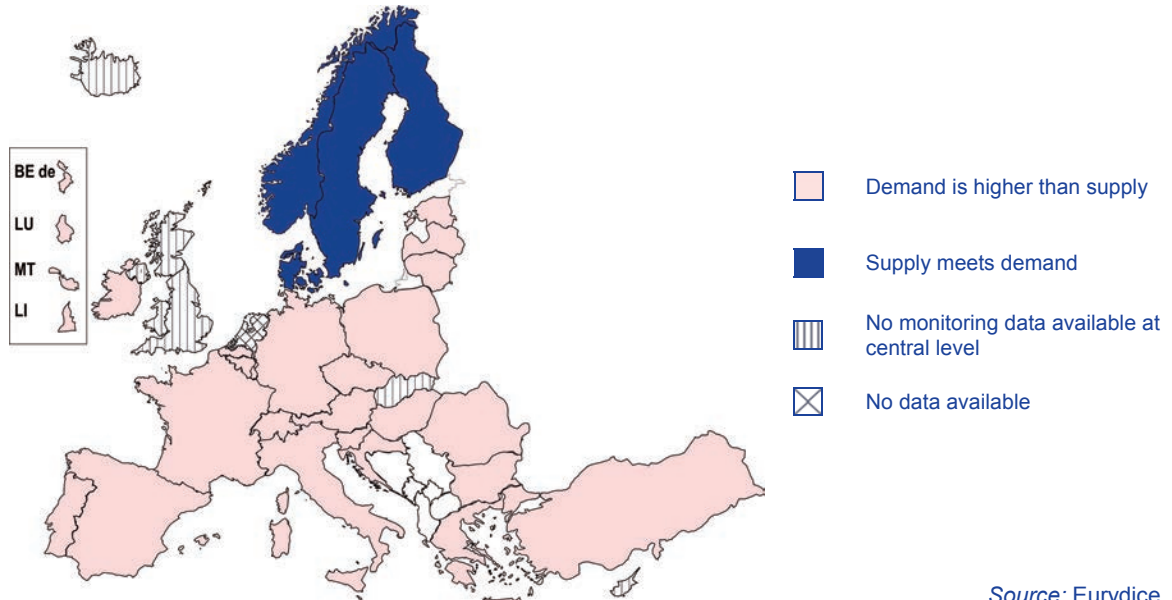 BE de
LU
MT
LI
Demand is higher than supply
Supply meets demand
No monitoring data available at
central level
No data available
Source: Eurydice